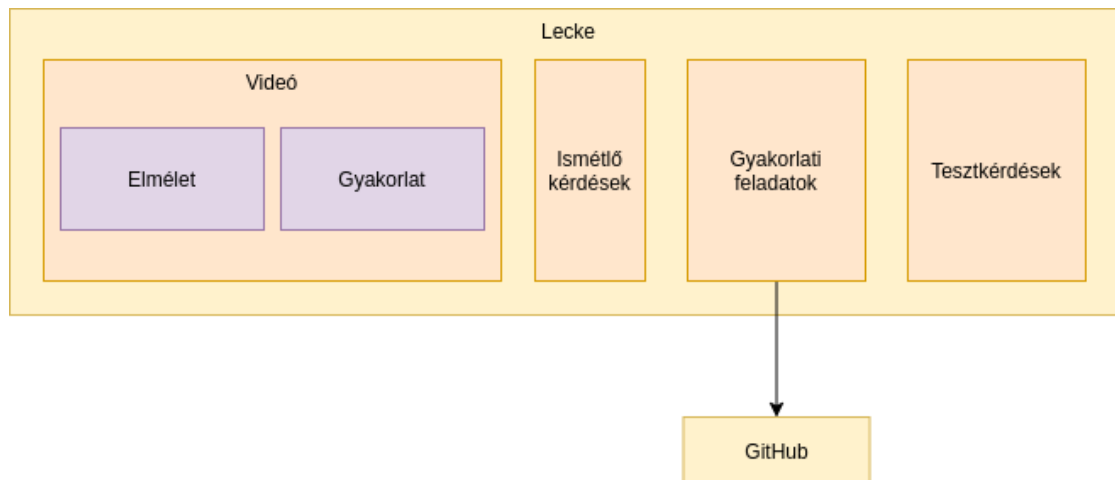 Lecke
Videó
Elmélet
Gyakorlat
Ismétlő
kérdések
Gyakorlati
feladatok
Tesztkérdések
GitHub